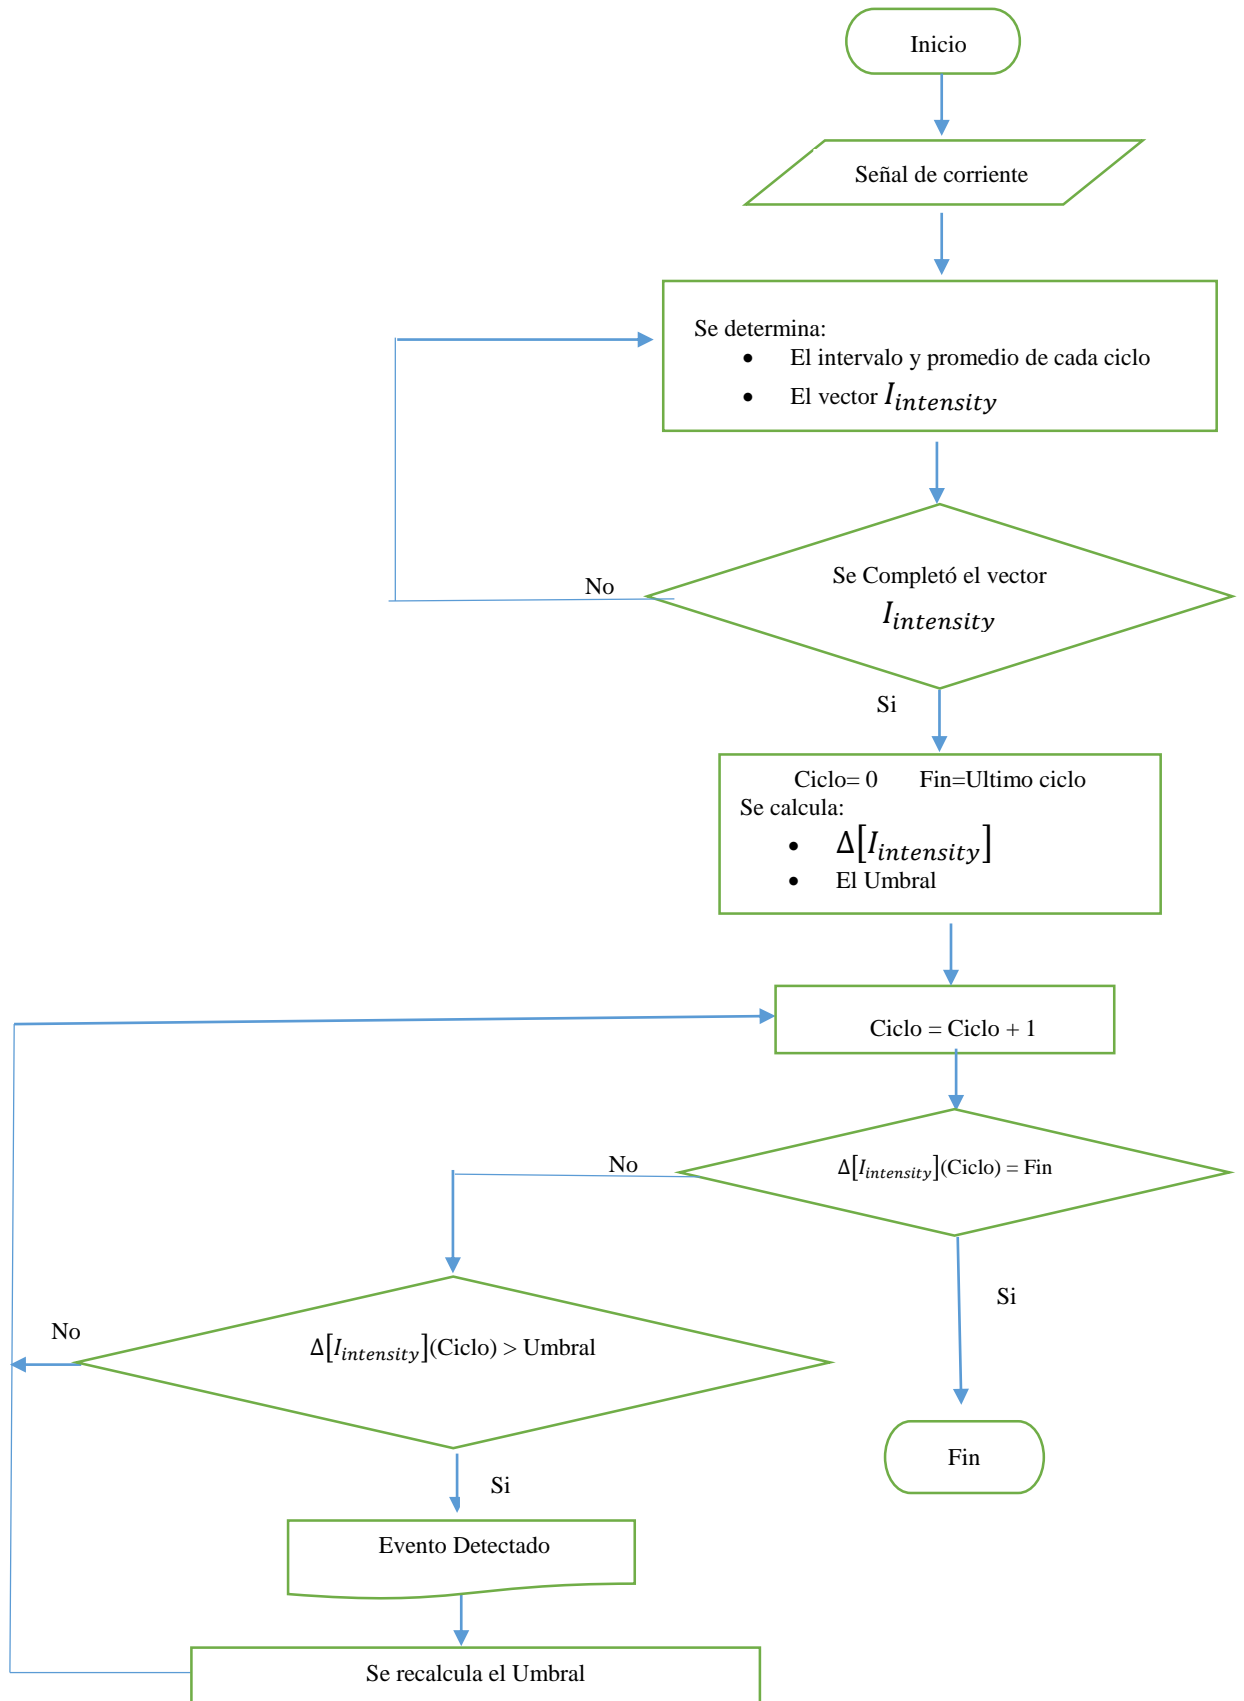 Inicio
Señal de corriente
Se determina:
• El intervalo y promedio de cada ciclo
• El vector I_intensity
Se Completó el vector
I_intensity
No
Si
Ciclo= 0 Fin=Ultimo ciclo
Se calcula:
• Δ[I_intensity]
• El Umbral
Ciclo = Ciclo + 1
Δ[I_intensity](Ciclo) = Fin
No
Si
Δ[I_intensity](Ciclo) > Umbral
No
Fin
Si
Evento Detectado
Se recalcula el Umbral